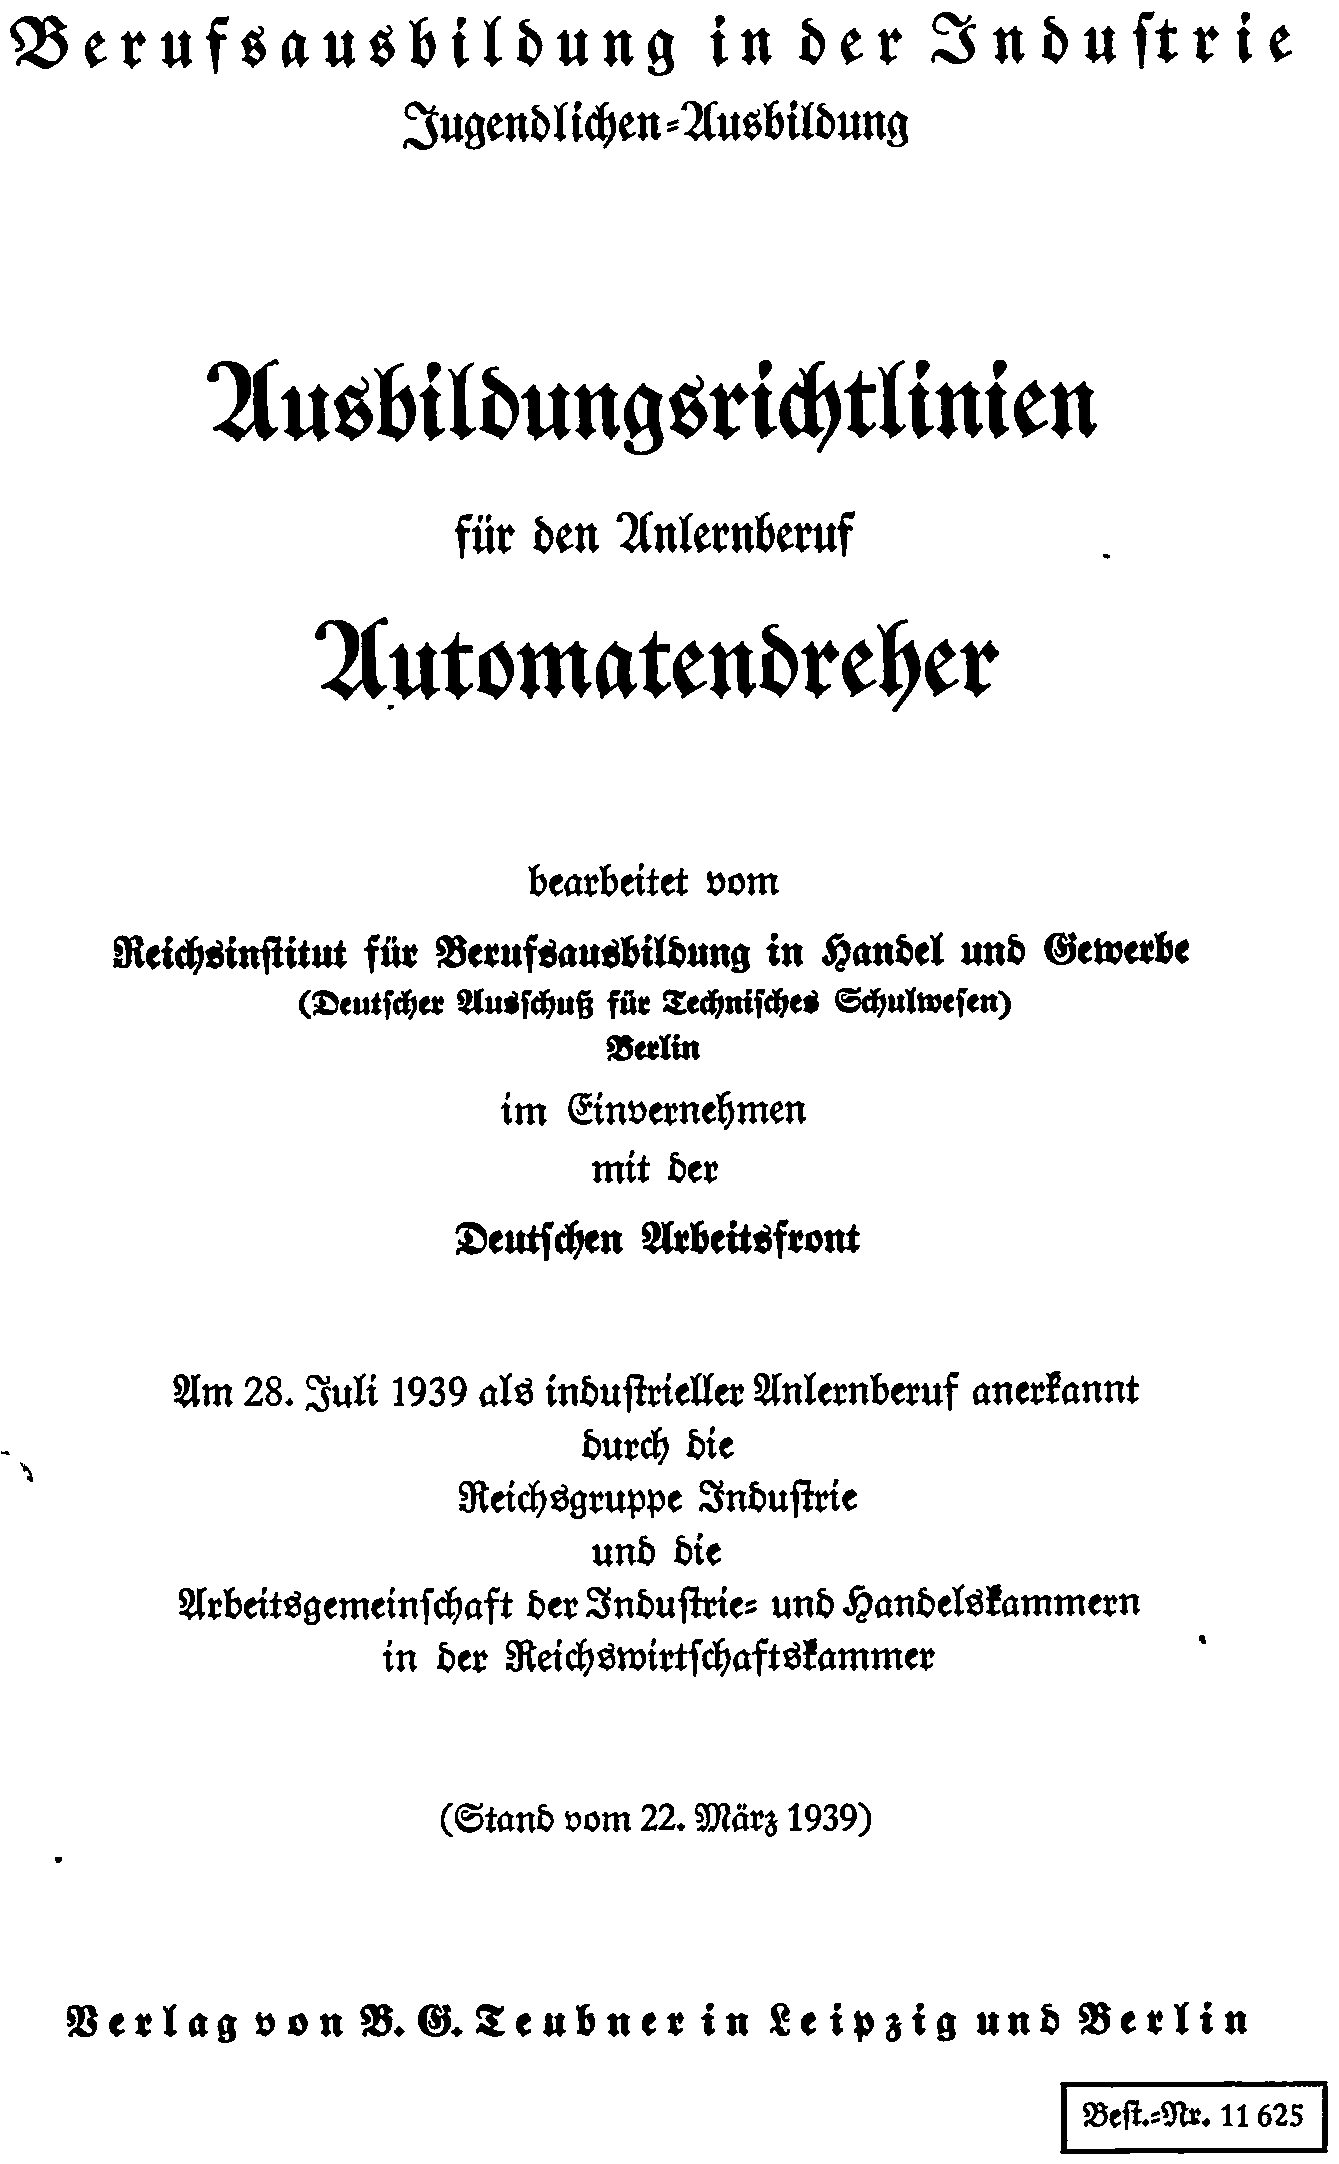 Berufsausbildung in der Industrie
Jugendlichen-Ausbildung
Ausbildungsrichtlinien
für den Anlernberuf
Automatendreher
bearbeitet vom
Reichsinstitut für Berufsausbildung in Handel und Gewerbe
(Deutscher Ausschuß für Technisches Schulwesen)
Berlin
im Einvernehmen
mit der
Deutschen Arbeitsfront
Am 28. Juli 1939 als industrieller Anlernberuf anerkannt
durch die
Reichsgruppe Industrie
und die
Arbeitsgemeinschaft der Industrie- und Handelskammern
in der Reichswirtschaftskammer
(Stand vom 22. März 1939)
Verlag von B. G. Teubner in Leipzig und Berlin
Best.-Nr. 11 625